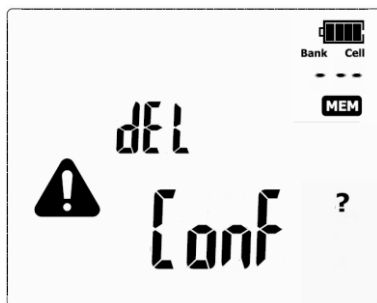 Bank Cell
- - -
MEM
dEL
ConF
?